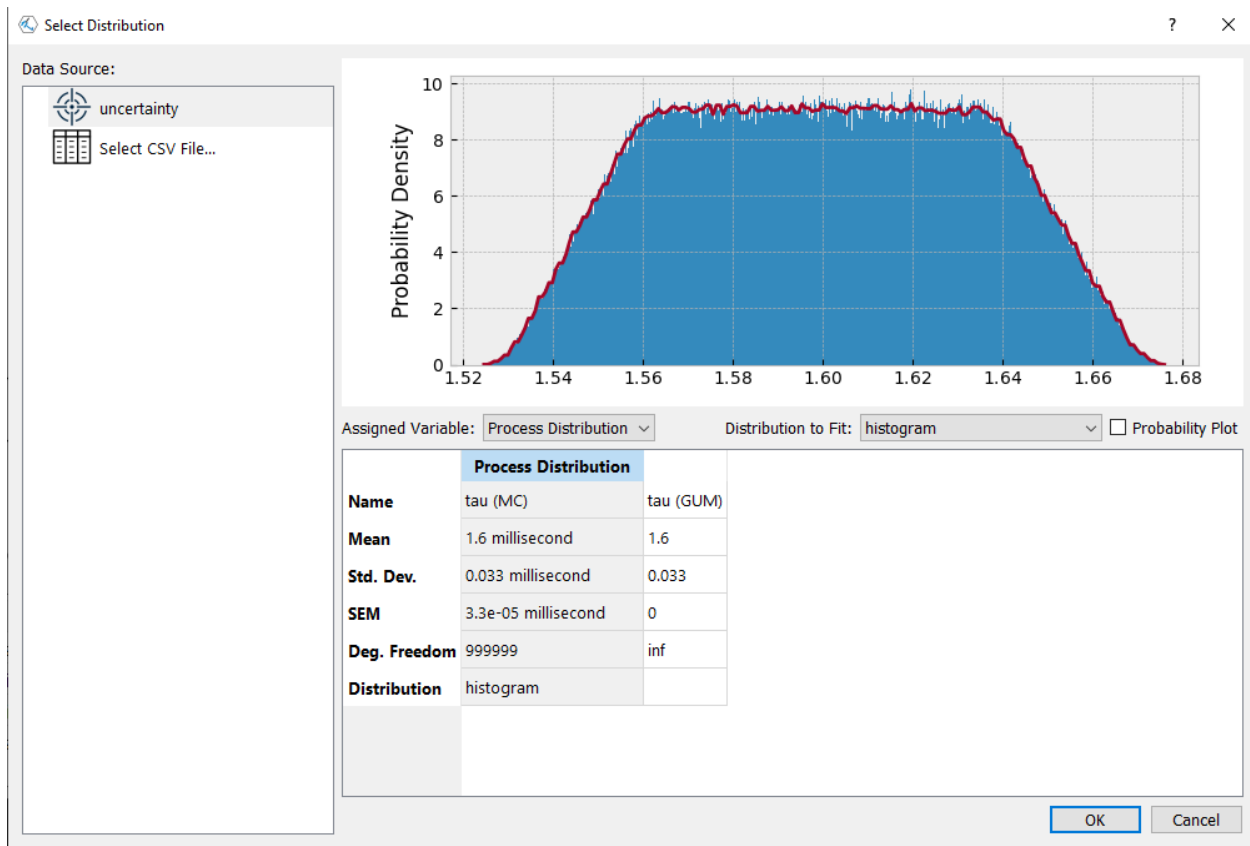 Select Distribution
? ×
Data Source:
uncertainty
Select CSV File...
Probability Density
10
8
6
4
2
0
1.52 1.54 1.56 1.58 1.60 1.62 1.64 1.66 1.68
Assigned Variable: Process Distribution Distribution to Fit: histogram Probability Plot
Process Distribution
Name tau (MC) tau (GUM)
Mean 1.6 millisecond 1.6
Std. Dev. 0.033 millisecond 0.033
SEM 3.3e-05 millisecond 0
Deg. Freedom 999999 inf
Distribution histogram
OK Cancel